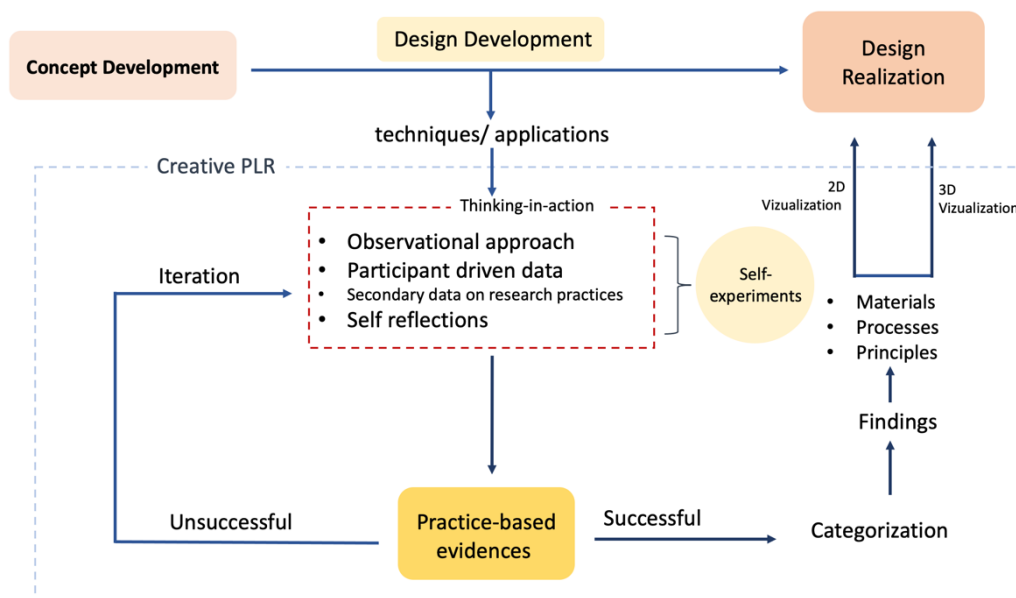 Concept Development
Design Development
Design
Realization
techniques/ applications
Creative PLR
Thinking-in-action
• Observational approach
• Participant driven data
• Secondary data on research practices
• Self reflections
Self-
experiments
Iteration
2D
Vizualization
3D
Vizualization
• Materials
• Processes
• Principles
Findings
Categorization
Unsuccessful
Practice-based
evidences
Successful